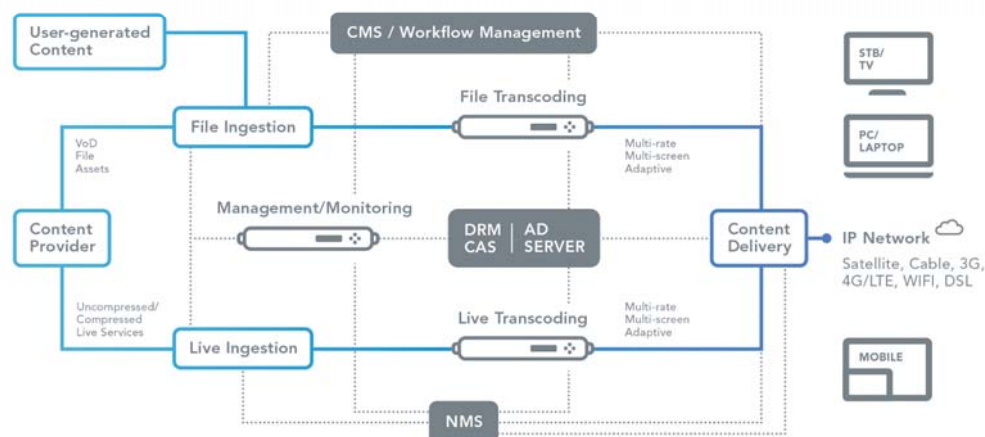 User-generated
Content
CMS / Workflow Management
STB/
TV
File Transcoding
File Ingestion
VoD
File
Assets
Multi-rate
Multi-screen
Adaptive
PC/
LAPTOP
Management/Monitoring
Content
Provider
DRM
CAS
AD
SERVER
Content
Delivery
IP Network
Satellite, Cable, 3G,
4G/LTE, WIFI, DSL
Uncompressed/
Compressed
Live Services
Live Transcoding
Multi-rate
Multi-screen
Adaptive
Live Ingestion
MOBILE
NMS